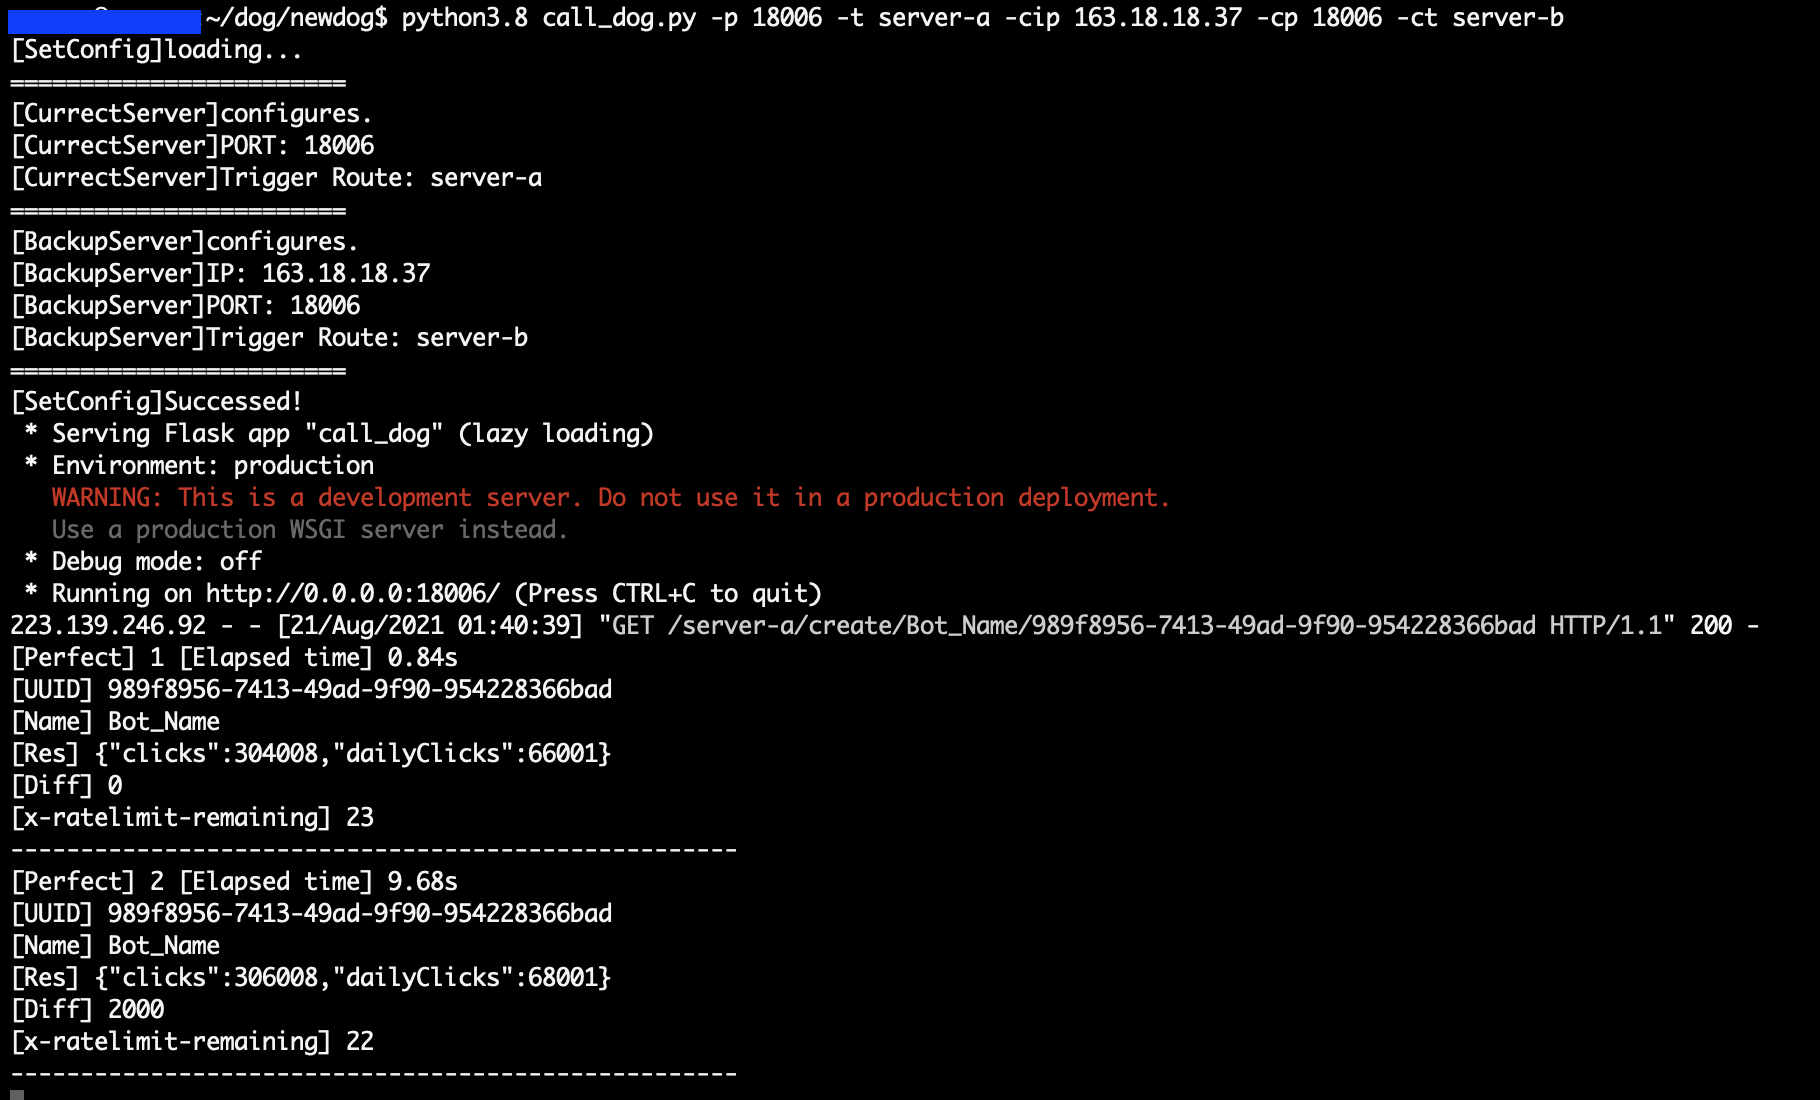 :~/dog/newdog$ python3.8 call_dog.py -p 18006 -t server-a -cip 163.18.18.37 -cp 18006 -ct server-b
[SetConfig]loading...
========================
[CurrectServer]configures.
[CurrectServer]PORT: 18006
[CurrectServer]Trigger Route: server-a
========================
[BackupServer]configures.
[BackupServer]IP: 163.18.18.37
[BackupServer]PORT: 18006
[BackupServer]Trigger Route: server-b
========================
[SetConfig]Successed!
 * Serving Flask app "call_dog" (lazy loading)
 * Environment: production
   WARNING: This is a development server. Do not use it in a production deployment.
   Use a production WSGI server instead.
 * Debug mode: off
 * Running on http://0.0.0.0:18006/ (Press CTRL+C to quit)
223.139.246.92 - - [21/Aug/2021 01:40:39] "GET /server-a/create/Bot_Name/989f8956-7413-49ad-9f90-954228366bad HTTP/1.1" 200 -
[Perfect] 1 [Elapsed time] 0.84s
[UUID] 989f8956-7413-49ad-9f90-954228366bad
[Name] Bot_Name
[Res] {"clicks":304008,"dailyClicks":66001}
[Diff] 0
[x-ratelimit-remaining] 23
----------------------------------------------------
[Perfect] 2 [Elapsed time] 9.68s
[UUID] 989f8956-7413-49ad-9f90-954228366bad
[Name] Bot_Name
[Res] {"clicks":306008,"dailyClicks":68001}
[Diff] 2000
[x-ratelimit-remaining] 22
----------------------------------------------------